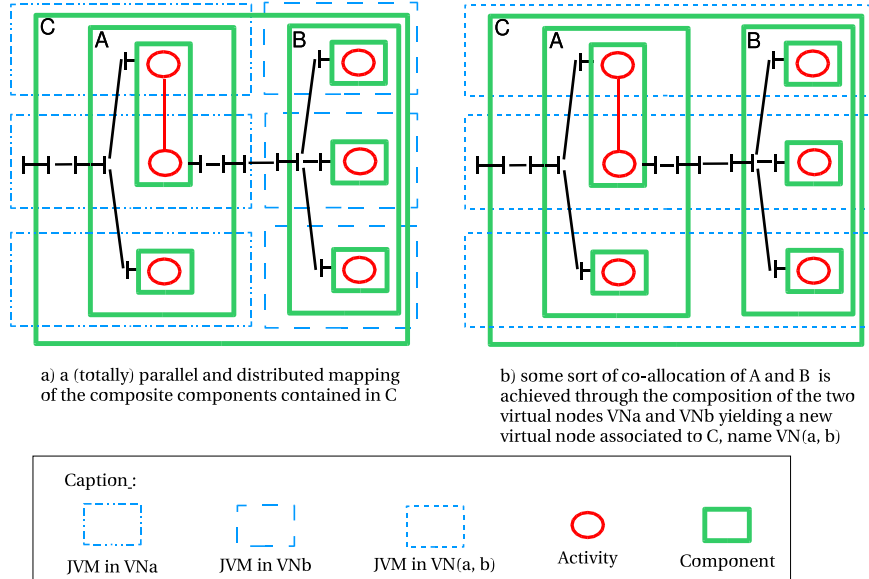 C
A
B
C
A
B
a) a (totally) parallel and distributed mapping
of the composite components contained in C
b) some sort of co-allocation of A and B is
achieved through the composition of the two
virtual nodes VNa and VNb yielding a new
virtual node associated to C, name VN(a, b)
Caption :
JVM in VNa
JVM in VNb
JVM in VN(a, b)
Activity
Component